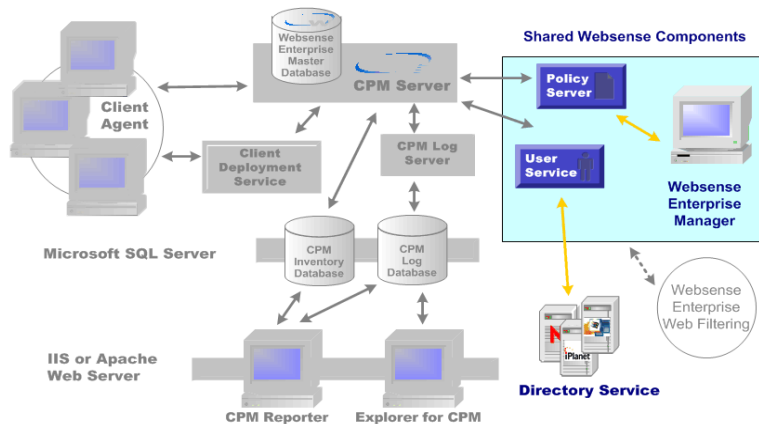 Websense
Enterprise
Master
Database
CPM Server
Client
Agent
Client
Deployment
Service
CPM Log
Server
Shared Websense Components
Policy
Server
User
Service
Websense
Enterprise
Manager
Microsoft SQL Server
CPM
Inventory
Database
CPM
Log
Database
Websense
Enterprise
Web Filtering
N
iPlanet
Directory Service
IIS or Apache
Web Server
CPM Reporter
Explorer for CPM